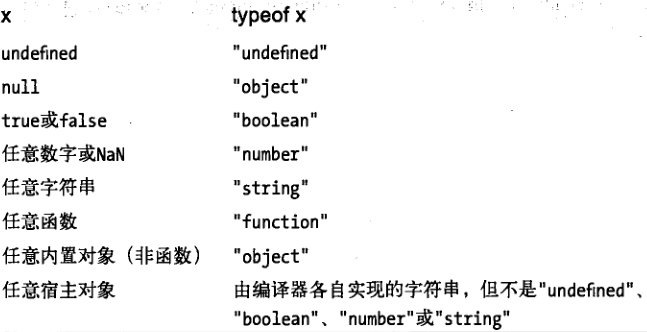 x typeof x
undefined "undefined"
null "object"
true或false "boolean"
任意数字或NaN "number"
任意字符串 "string"
任意函数 "function"
任意内置对象（非函数） "object"
任意宿主对象 由编译器各自实现的字符串，但不是"undefined"、
"boolean"、"number"或"string"